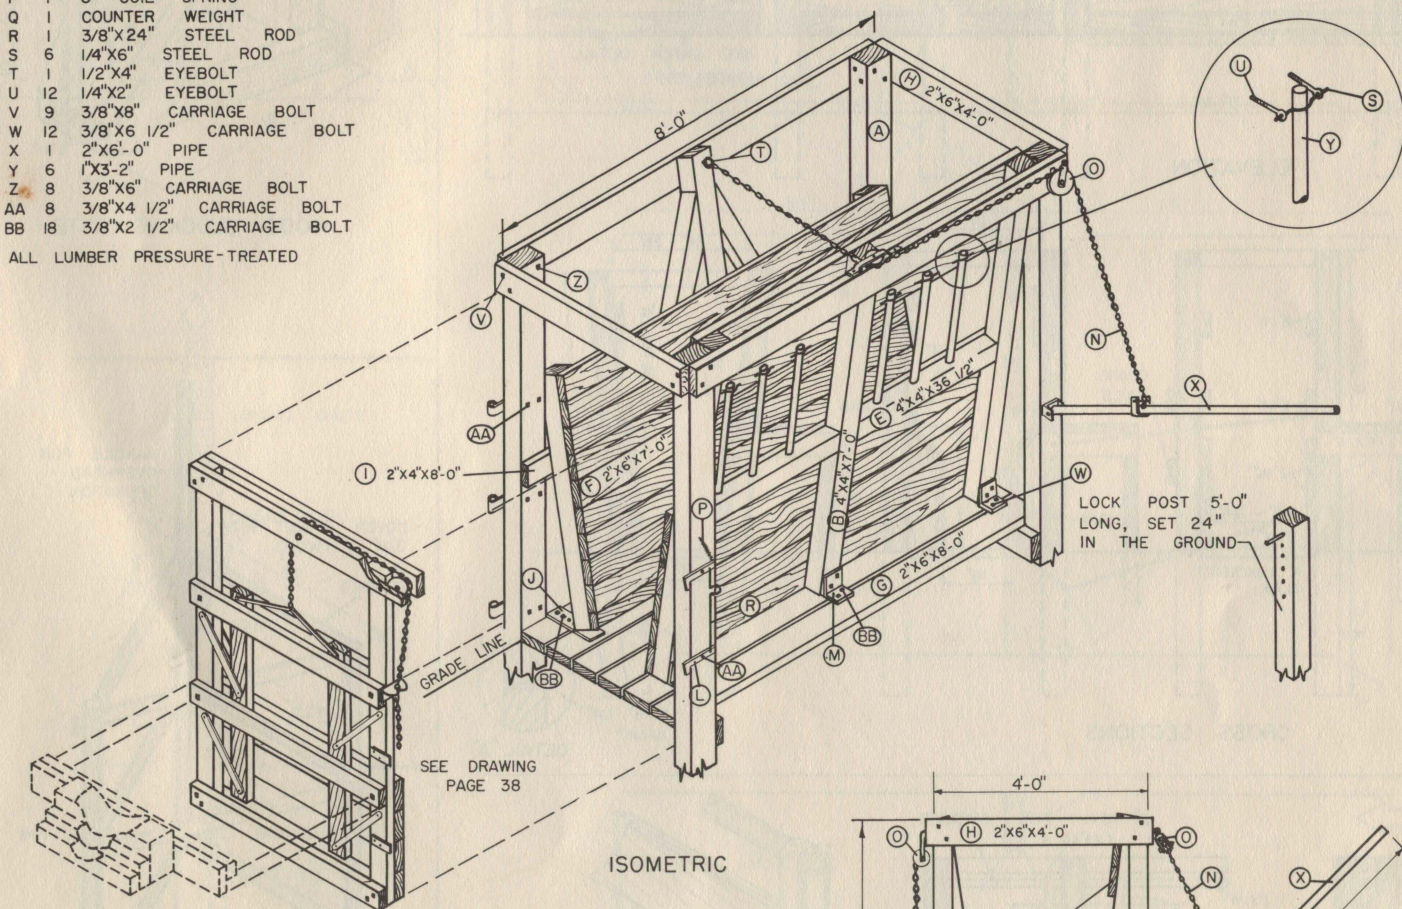 Q 1 COUNTER WEIGHT
R 1 3/8"X24" STEEL ROD
S 6 1/4"X6" STEEL ROD
T 1 1/2"X4" EYEBOLT
U 12 1/4"X2" EYEBOLT
V 9 3/8"X8" CARRIAGE BOLT
W 12 3/8"X6 1/2" CARRIAGE BOLT
X 1 2"X6'-0" PIPE
Y 6 1"X3'-2" PIPE
Z 8 3/8"X6" CARRIAGE BOLT
AA 8 3/8"X4 1/2" CARRIAGE BOLT
BB 18 3/8"X2 1/2" CARRIAGE BOLT
ALL LUMBER PRESSURE-TREATED
8'-0"
H 2"X6"X4'-0"
A
T
O
U
S
Y
Z
V
N
X
AA
I 2"X4"X8'-0"
F 2"X6"X7'-0"
E 4"X4"X36 1/2"
B 4"X4"X7'-0"
W
P
G 2"X6"X8'-0"
LOCK POST 5'-0"
LONG, SET 24"
IN THE GROUND
J
R
BB
M
AA
L
GRADE LINE
BB
SEE DRAWING
PAGE 38
ISOMETRIC
4'-0"
O
H 2"X6"X4'-0"
O
N
X